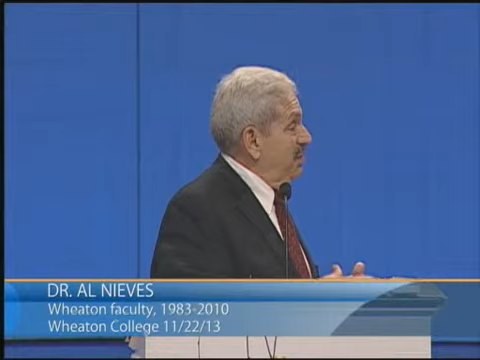 DR. AL NIEVES
Wheaton faculty, 1983-2010
Wheaton College 11/22/13